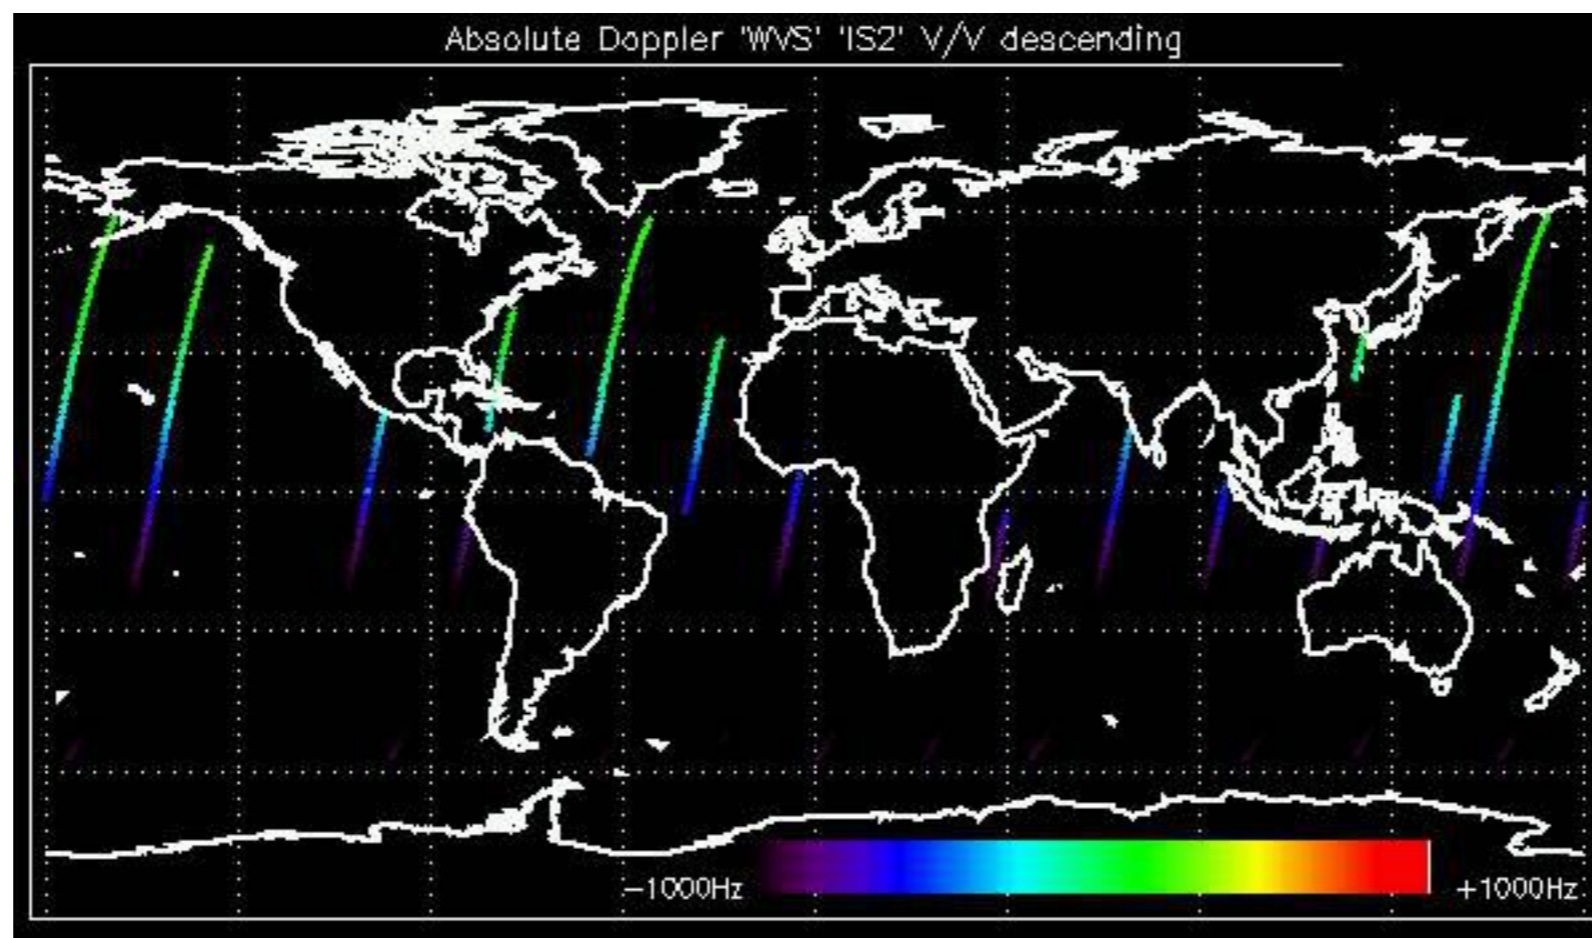 Absolute Doppler 'WVS' 'IS2' V/V descending
-1000Hz
+1000Hz